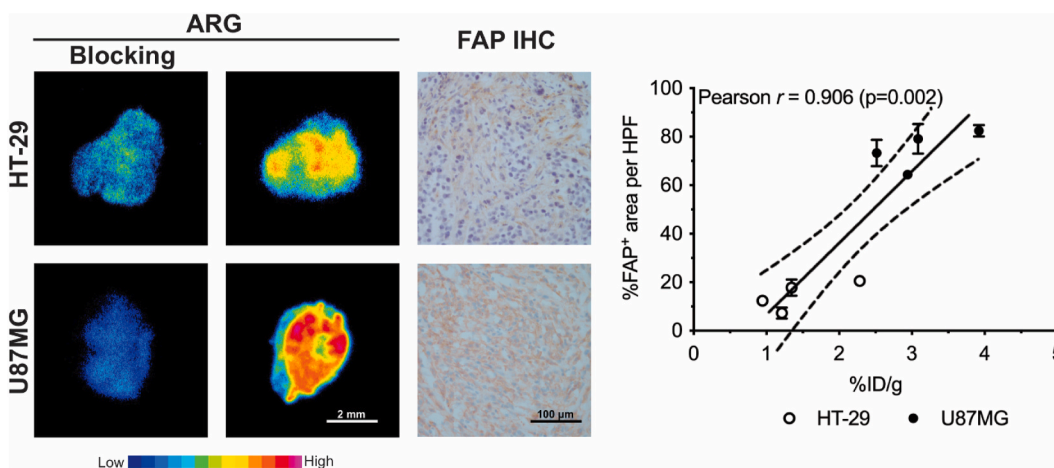 ARG
Blocking
FAP IHC
HT-29
U87MG
2 mm
100 µm
Low High
Pearson r = 0.906 (p=0.002)
%FAP⁺ area per HPF
100
80
60
40
20
0
0 1 2 3 4 5
%ID/g
HT-29 U87MG